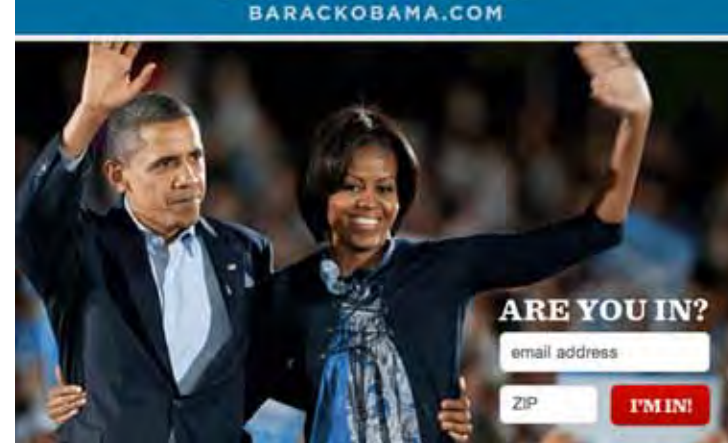 BARACKOBAMA.COM
ARE YOU IN?
email address
ZIP
I'M IN!